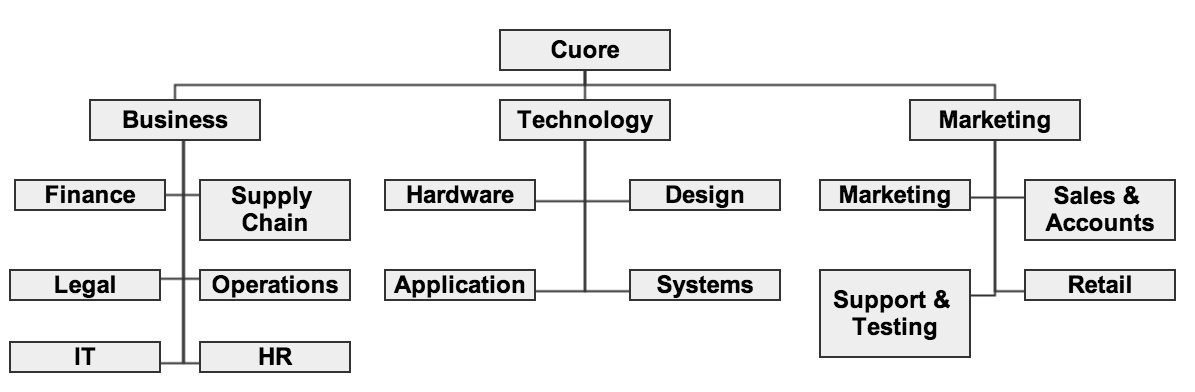 Cuore
Business
Technology
Marketing
Finance
Supply
Chain
Hardware
Design
Marketing
Sales &
Accounts
Legal
Operations
Application
Systems
Support &
Testing
Retail
IT
HR